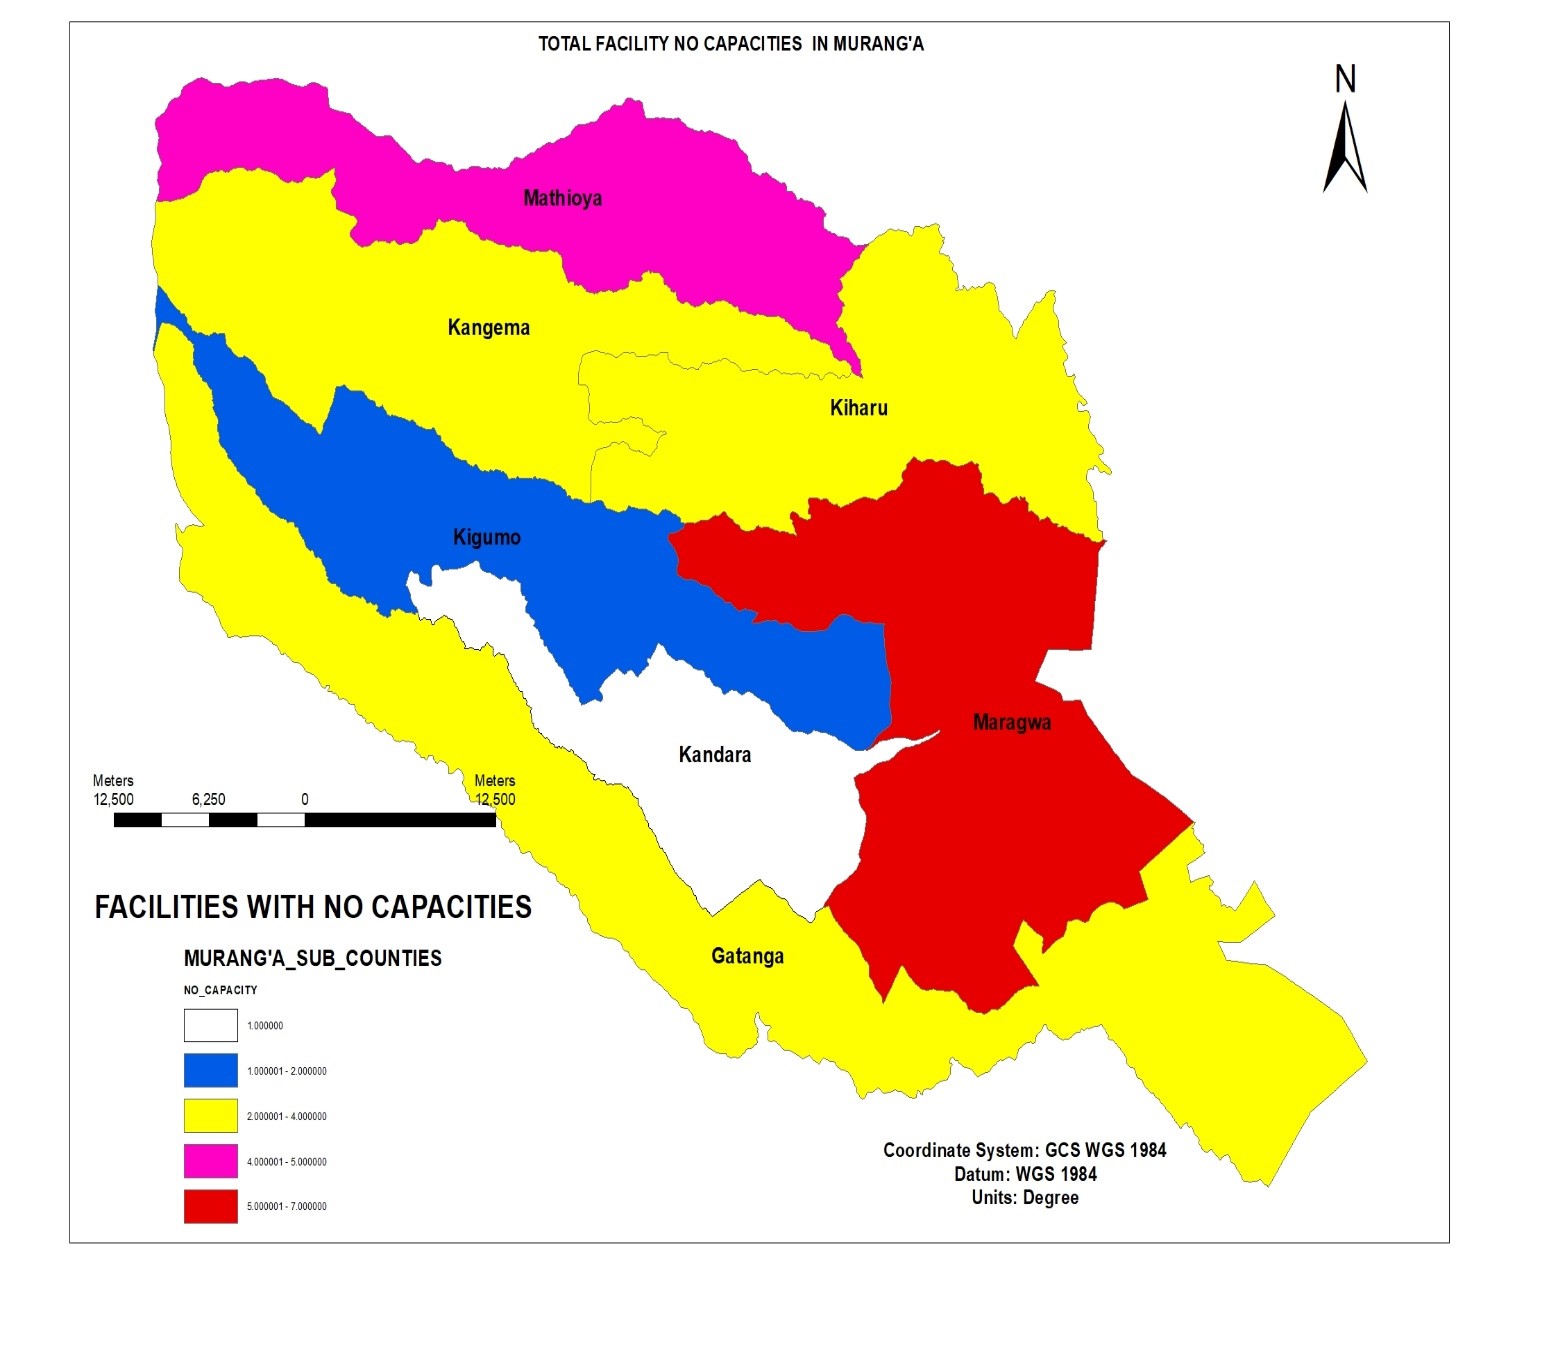 TOTAL FACILITY NO CAPACITIES IN MURANG'A
N
Mathioya
Kangema
Kiharu
Kigumo
Maragwa
Kandara
Meters Meters
12,500 6,250 0 12,500
FACILITIES WITH NO CAPACITIES
Gatanga
MURANG'A_SUB_COUNTIES
NO_CAPACITY
1.000000
1.000001 - 2.000000
2.000001 - 4.000000
4.000001 - 5.000000
5.000001 - 7.000000
Coordinate System: GCS WGS 1984
Datum: WGS 1984
Units: Degree